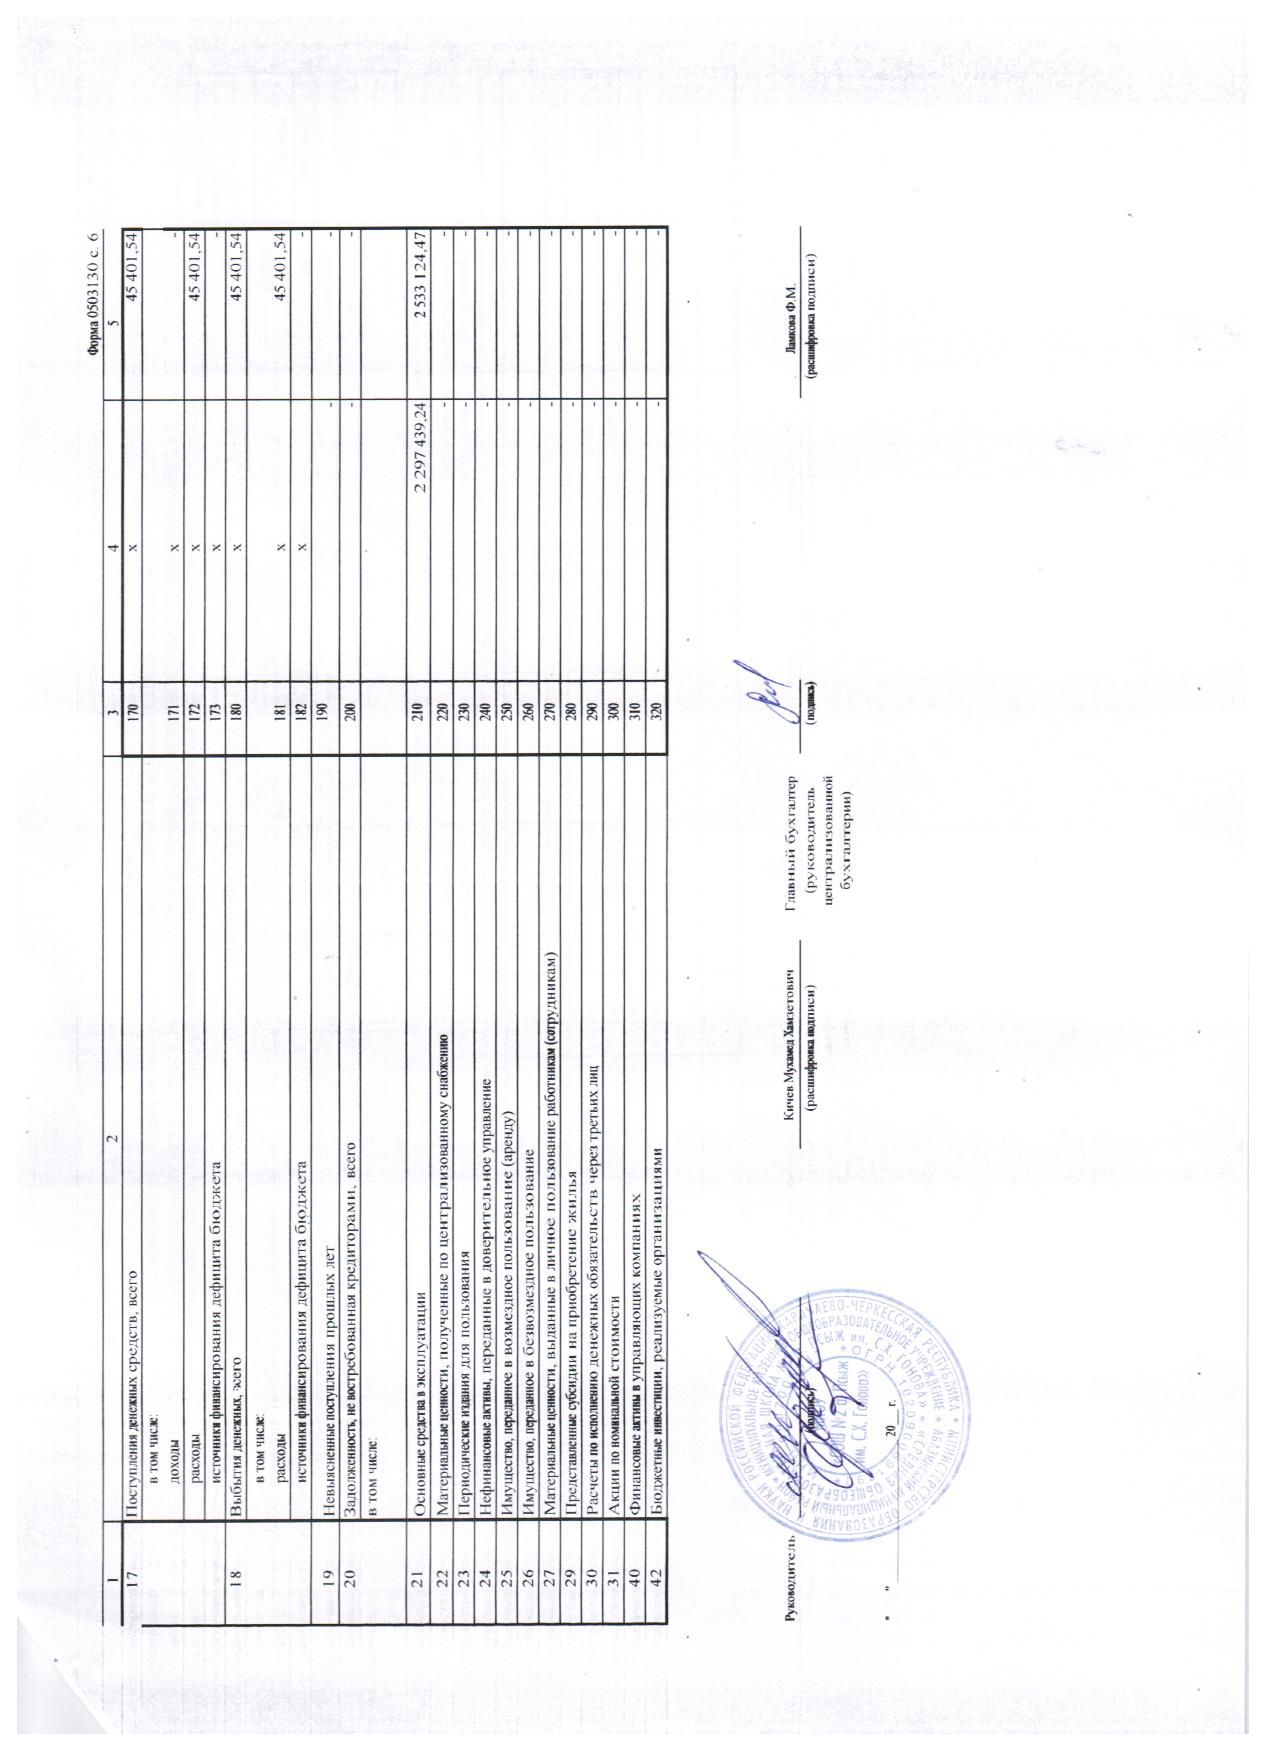 Форма 0503130 с. 6
1 2 3 4 5
17 Поступления денежных средств, всего 170 х 45 401,54
в том числе:
доходы 171 х -
расходы 172 х 45 401,54
источники финансирования дефицита бюджета 173 х -
18 Выбытия денежных, всего 180 х 45 401,54
в том числе:
расходы 181 х 45 401,54
источники финансирования дефицита бюджета 182 х -
19 Невыясненные поступления прошлых лет 190 - -
20 Задолженность, не востребованная кредиторами, всего 200 - -
в том числе:
21 Основные средства в эксплуатации 210 2 297 439,24 2 533 124,47
22 Материальные ценности, полученные по централизованному снабжению 220 - -
23 Периодические издания для пользования 230 - -
24 Нефинансовые активы, переданные в доверительное управление 240 - -
25 Имущество, переданное в возмездное пользование (аренду) 250 - -
26 Имущество, переданное в безвозмездное пользование 260 - -
27 Материальные ценности, выданные в личное пользование работникам (сотрудникам) 270 - -
29 Представленные субсидии на приобретение жилья 280 - -
30 Расчеты по исполнению денежных обязательств через третьих лиц 290 - -
31 Акции по номинальной стоимости 300 - -
40 Финансовые активы в управляющих компаниях 310 - -
42 Бюджетные инвестиции, реализуемые организациями 320 - -
Руководитель Кичев Мухамед Хамзетович Главный бухгалтер Ламкова Ф.М.
(подпись) (расшифровка подписи) (руководитель (подпись) (расшифровка подписи)
централизованной
бухгалтерии)
" " 20 г.
СОШ №2 а. Псыж
им. С.Х. Гонова»